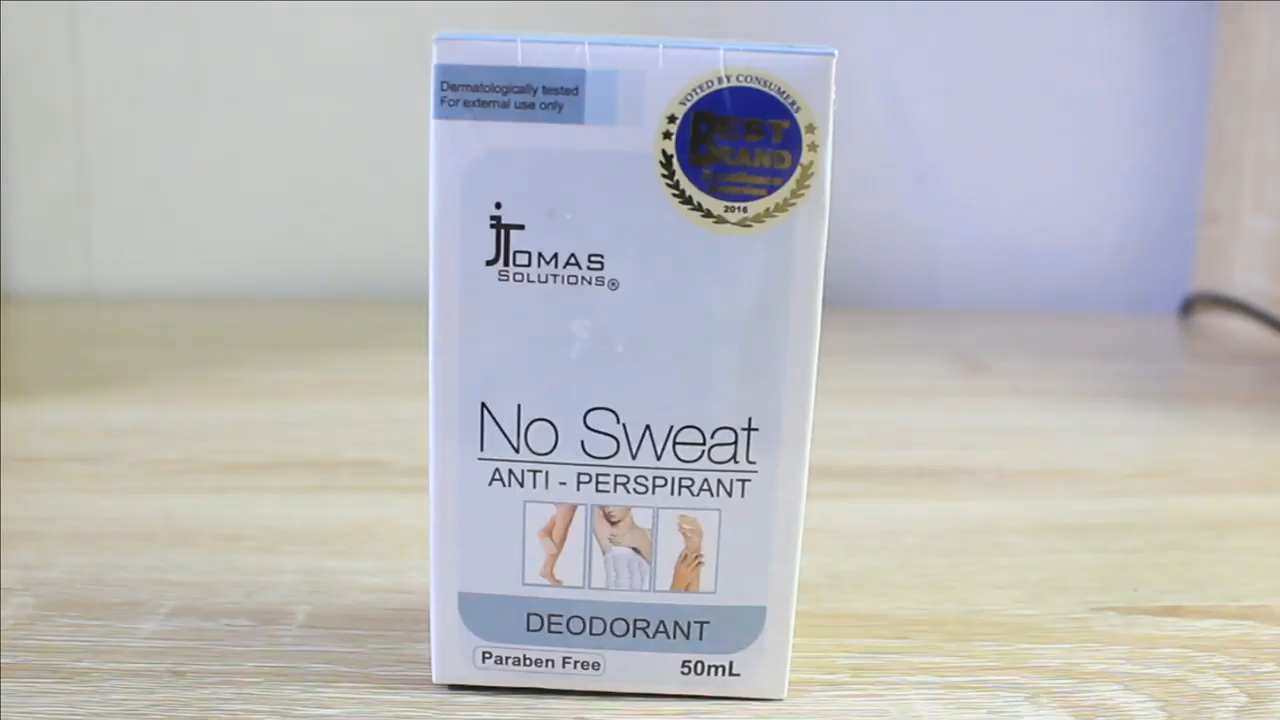 Dermatologically tested
For external use only
VOTED BY CONSUMERS
BEST
BRAND
Excellence
2016
jTOMAS
SOLUTIONS®
No Sweat
ANTI - PERSPIRANT
DEODORANT
Paraben Free
50mL